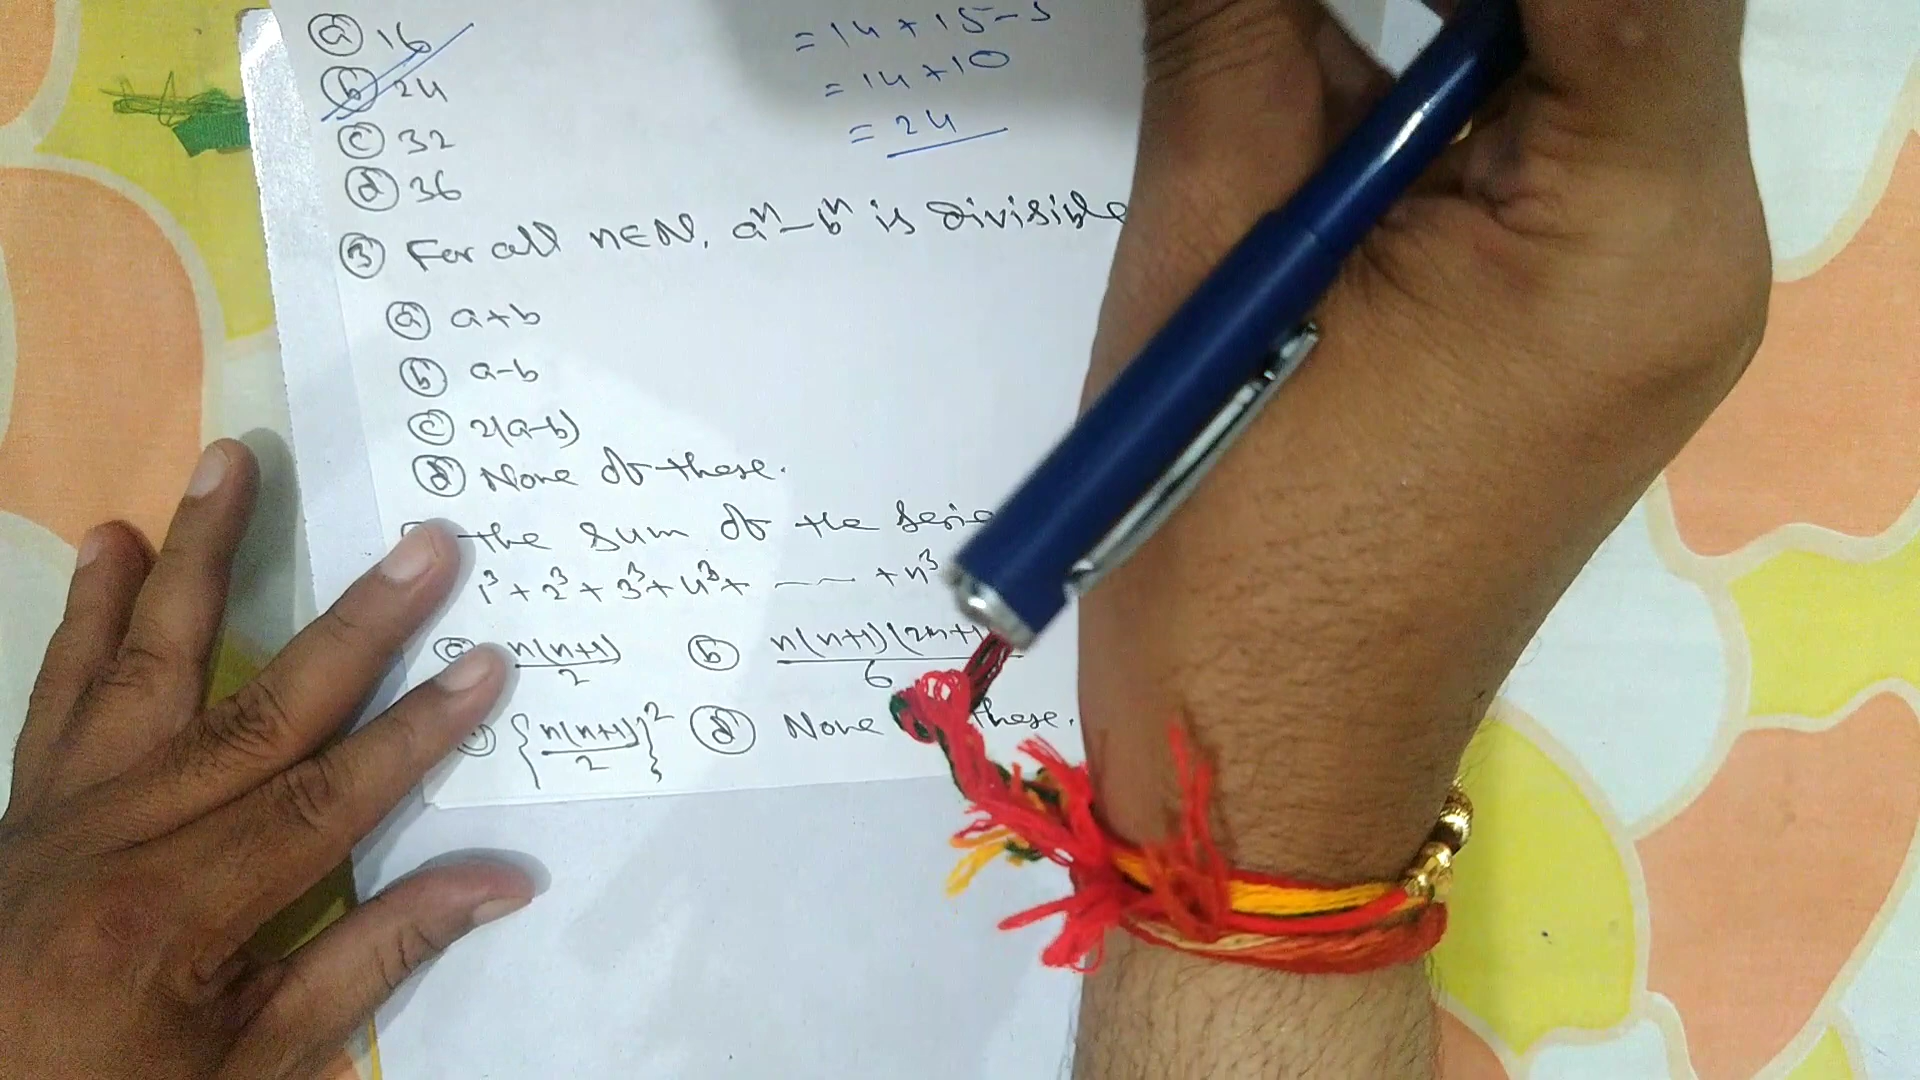 (a) 16
(b) 24
(c) 32
(d) 36
= 14 + 15 - 5
= 14 + 10
= 24
(3) For all n∈N, aⁿ-bⁿ is divisible
(a) a+b
(b) a-b
(c) 2(a-b)
(d) None of these.
the sum of the
1³ + 2³ + 3³ + 4³ + ---- + n³
(a) n(n+1)/2 (b) n(n+1)(2n+1)/6
{n(n+1)/2}² (d) None these.